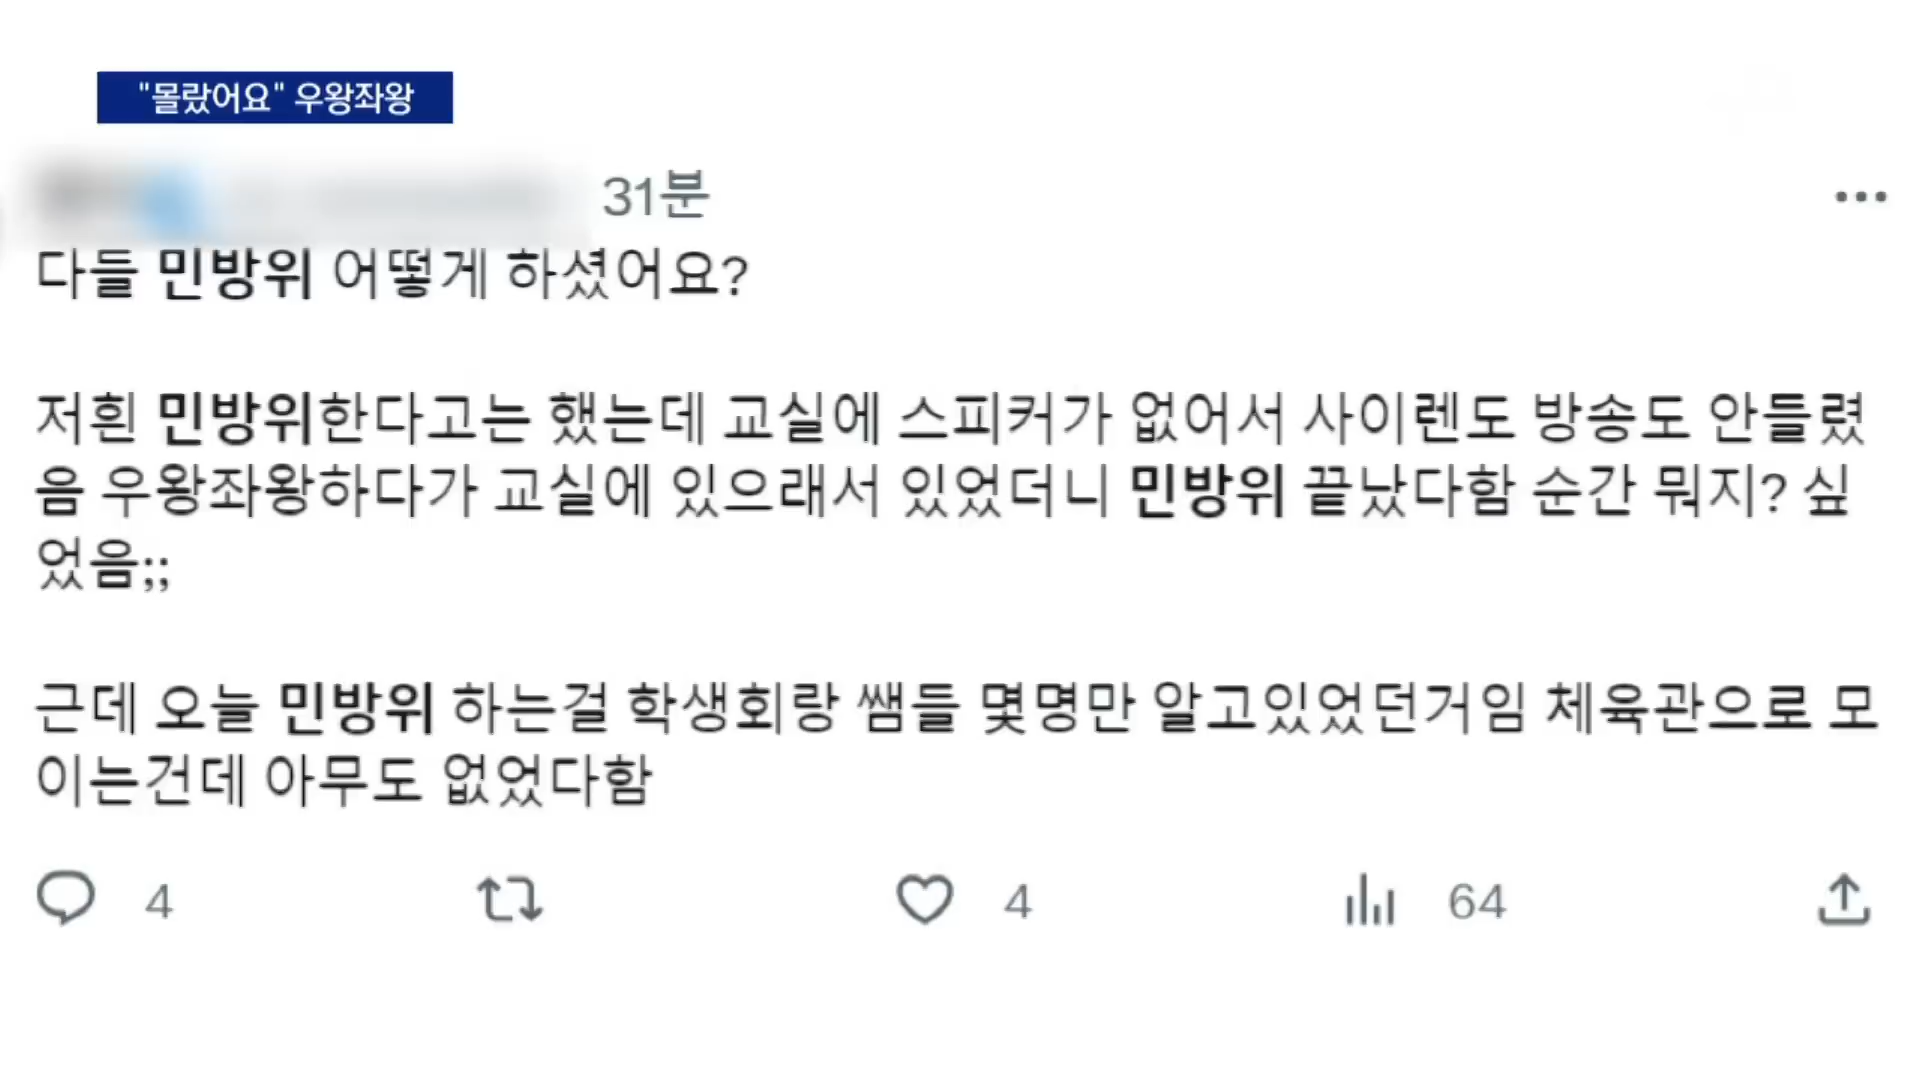 "몰랐어요" 우왕좌왕
31분
다들 민방위 어떻게 하셨어요?
저흰 민방위한다고는 했는데 교실에 스피커가 없어서 사이렌도 방송도 안들렸
음 우왕좌왕하다가 교실에 있으래서 있었더니 민방위 끝났다함 순간 뭐지? 싶
었음;;
근데 오늘 민방위 하는걸 학생회랑 쌤들 몇명만 알고있었던거임 체육관으로 모
이는건데 아무도 없었다함
4 4 64